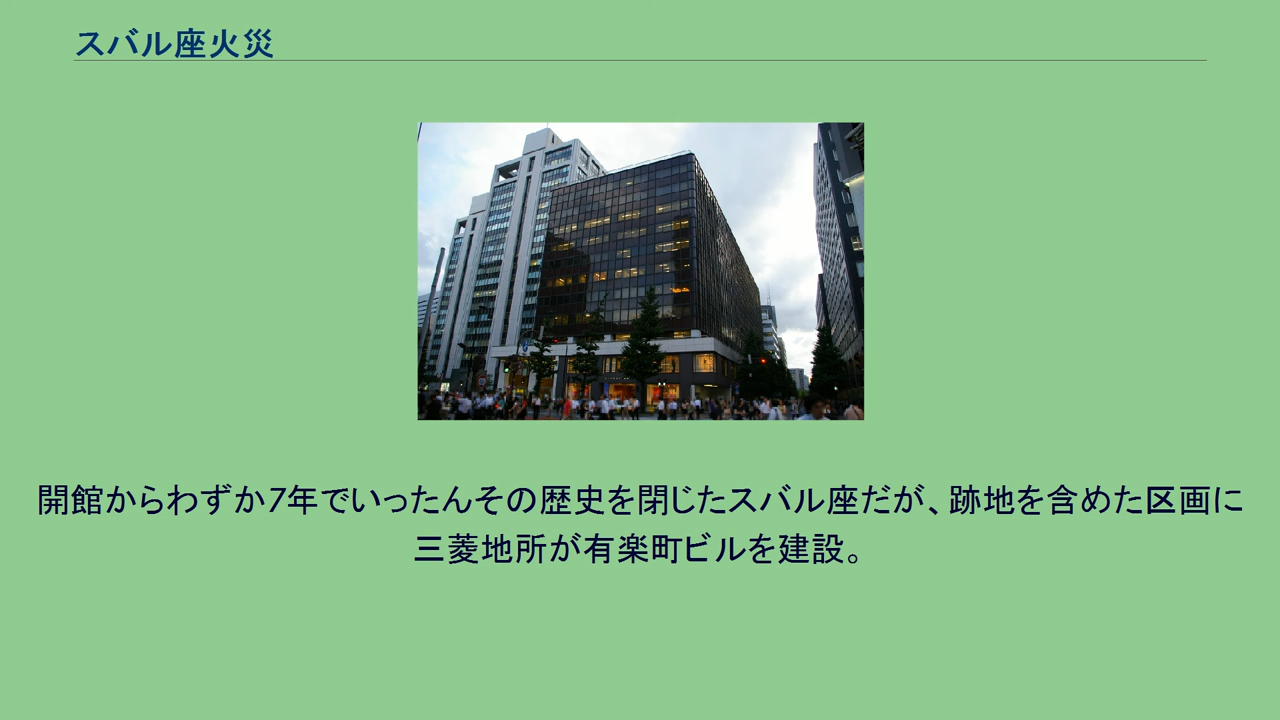 スバル座火災
開館からわずか7年でいったんその歴史を閉じたスバル座だが、跡地を含めた区画に
三菱地所が有楽町ビルを建設。